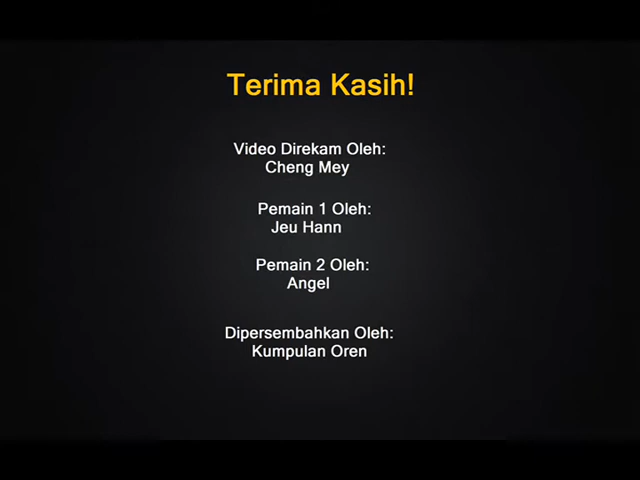 Terima Kasih!
Video Direkam Oleh:
Cheng Mey
Pemain 1 Oleh:
Jeu Hann
Pemain 2 Oleh:
Angel
Dipersembahkan Oleh:
Kumpulan Oren